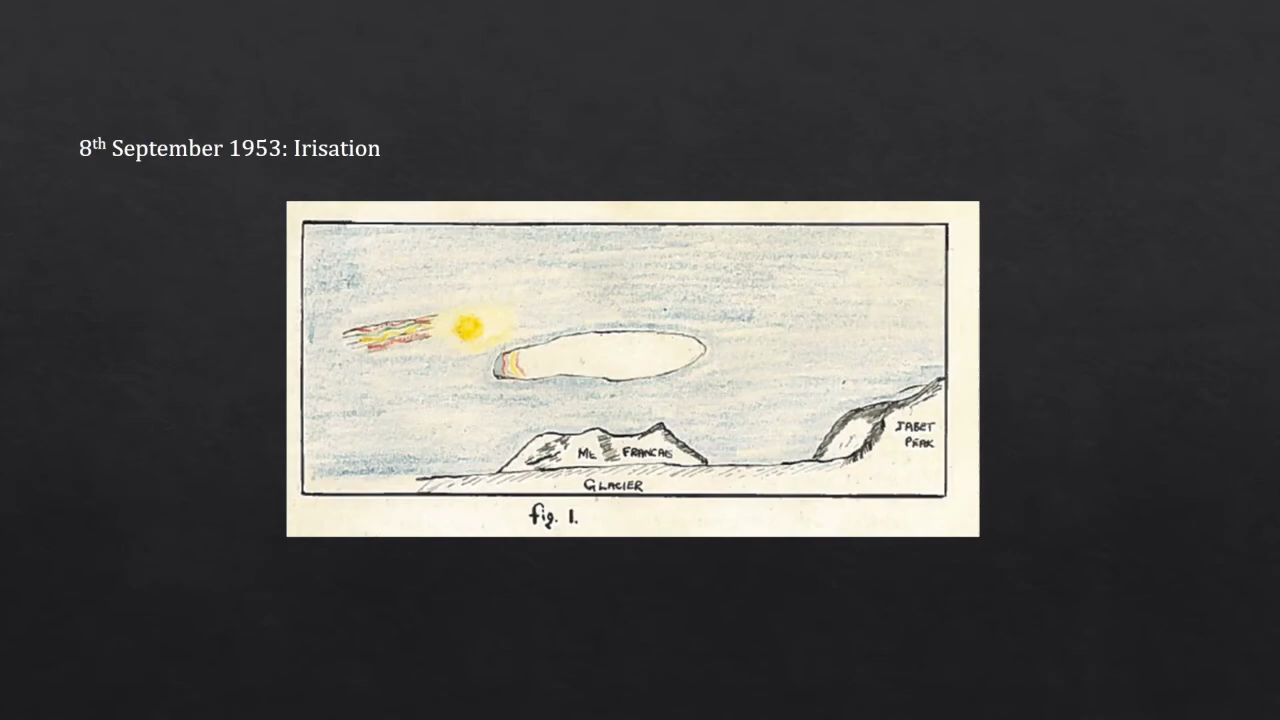 8th September 1953: Irisation
Mt FRANCAIS
JABET
PEAK
GLACIER
fig. 1.